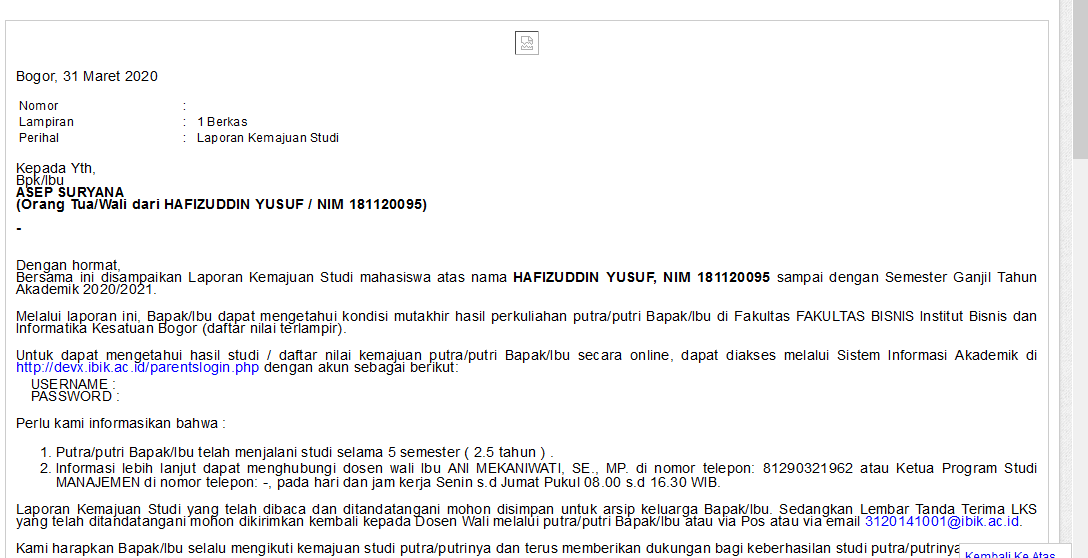 Bogor, 31 Maret 2020
Nomor :
Lampiran : 1 Berkas
Perihal : Laporan Kemajuan Studi
Kepada Yth,
Bpk/Ibu
ASEP SURYANA
(Orang Tua/Wali dari HAFIZUDDIN YUSUF / NIM 181120095)
-
Dengan hormat,
Bersama ini disampaikan Laporan Kemajuan Studi mahasiswa atas nama HAFIZUDDIN YUSUF, NIM 181120095 sampai dengan Semester Ganjil Tahun
Akademik 2020/2021.
Melalui laporan ini, Bapak/Ibu dapat mengetahui kondisi mutakhir hasil perkuliahan putra/putri Bapak/Ibu di Fakultas FAKULTAS BISNIS Institut Bisnis dan
Informatika Kesatuan Bogor (daftar nilai terlampir).
Untuk dapat mengetahui hasil studi / daftar nilai kemajuan putra/putri Bapak/Ibu secara online, dapat diakses melalui Sistem Informasi Akademik di
http://devx.ibik.ac.id/parentslogin.php dengan akun sebagai berikut:
USERNAME :
PASSWORD :
Perlu kami informasikan bahwa :
1. Putra/putri Bapak/Ibu telah menjalani studi selama 5 semester ( 2.5 tahun ) .
2. Informasi lebih lanjut dapat menghubungi dosen wali Ibu ANI MEKANIWATI, SE., MP. di nomor telepon: 81290321962 atau Ketua Program Studi
MANAJEMEN di nomor telepon: -, pada hari dan jam kerja Senin s.d Jumat Pukul 08.00 s.d 16.30 WIB.
Laporan Kemajuan Studi yang telah dibaca dan ditandatangani mohon disimpan untuk arsip keluarga Bapak/Ibu. Sedangkan Lembar Tanda Terima LKS
yang telah ditandatangani mohon dikirimkan kembali kepada Dosen Wali melalui putra/putri Bapak/Ibu atau via Pos atau via email 3120141001@ibik.ac.id.
Kami harapkan Bapak/Ibu selalu mengikuti kemajuan studi putra/putrinya dan terus memberikan dukungan bagi keberhasilan studi putra/putrinya
Kembali Ke Atas